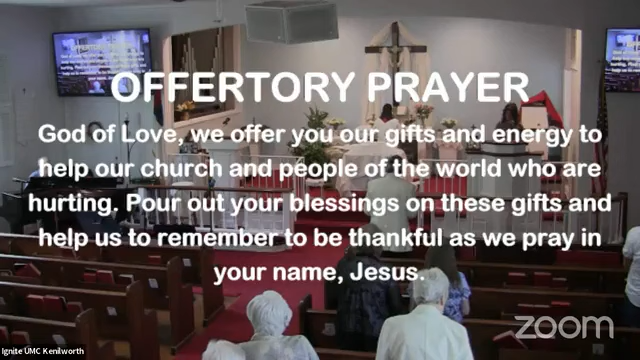 OFFERTORY PRAYER
God of Love, we offer you our gifts and energy to
help our church and people of the world who are
hurting. Pour out your blessings on these gifts and
help us to remember to be thankful as we pray in
your name, Jesus.
Ignite UMC Kenilworth
zoom